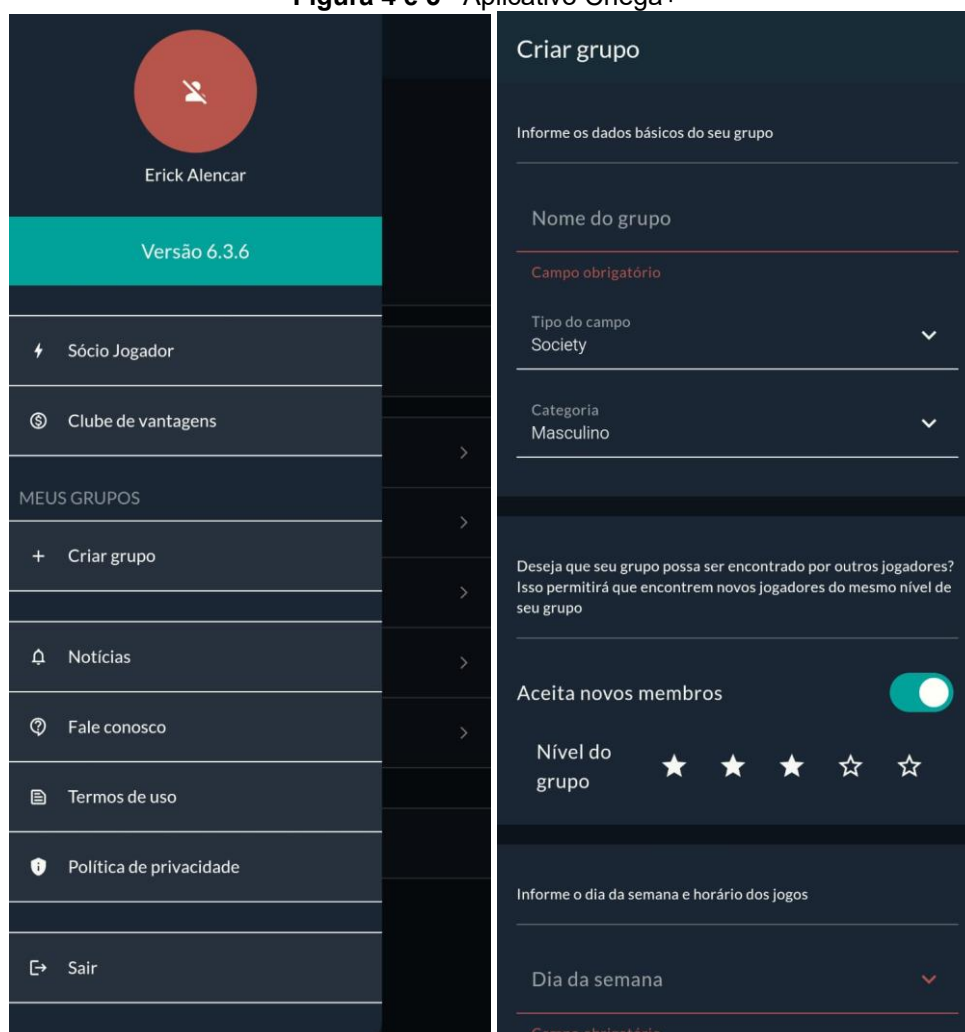 Erick Alencar
Versão 6.3.6
Sócio Jogador
Clube de vantagens
MEUS GRUPOS
Criar grupo
Notícias
Fale conosco
Termos de uso
Política de privacidade
Sair
Criar grupo
Informe os dados básicos do seu grupo
Nome do grupo
Campo obrigatório
Tipo do campo
Society
Categoria
Masculino
Deseja que seu grupo possa ser encontrado por outros jogadores?
Isso permitirá que encontrem novos jogadores do mesmo nível de
seu grupo
Aceita novos membros
Nível do
grupo
Informe o dia da semana e horário dos jogos
Dia da semana